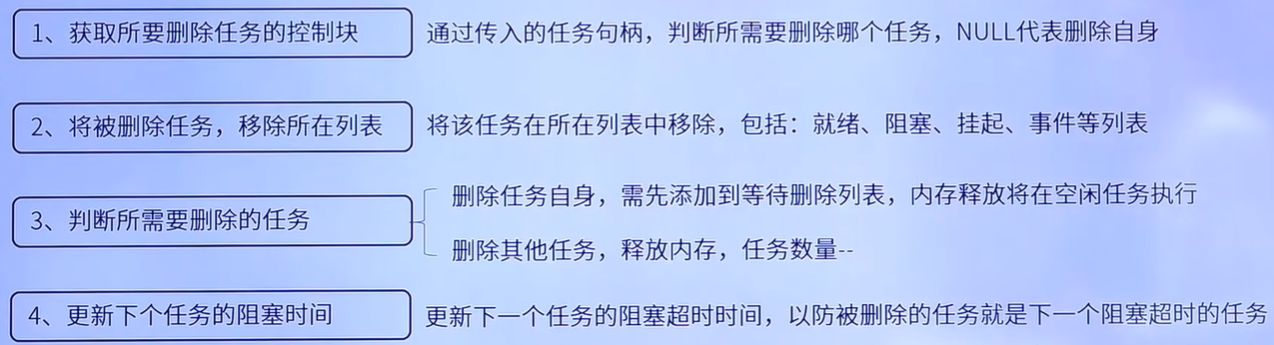 1、获取所要删除任务的控制块
通过传入的任务句柄，判断所需要删除哪个任务，NULL代表删除自身
2、将被删除任务，移除所在列表
将该任务在所在列表中移除，包括：就绪、阻塞、挂起、事件等列表
3、判断所需要删除的任务
删除任务自身，需先添加到等待删除列表，内存释放将在空闲任务执行
删除其他任务，释放内存，任务数量--
4、更新下个任务的阻塞时间
更新下一个任务的阻塞超时时间，以防被删除的任务就是下一个阻塞超时的任务